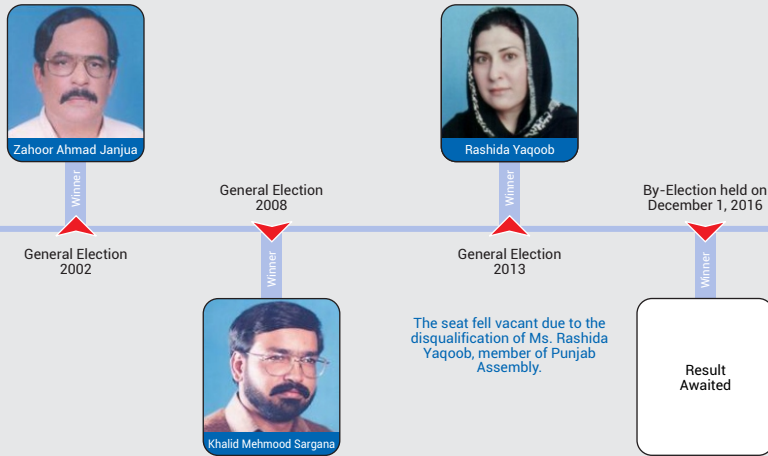 Zahoor Ahmad Janjua
Winner
General Election
2002
General Election
2008
Winner
Khalid Mehmood Sargana
Rashida Yaqoob
Winner
General Election
2013
The seat fell vacant due to the
disqualification of Ms. Rashida
Yaqoob, member of Punjab
Assembly.
By-Election held on
December 1, 2016
Winner
Result
Awaited